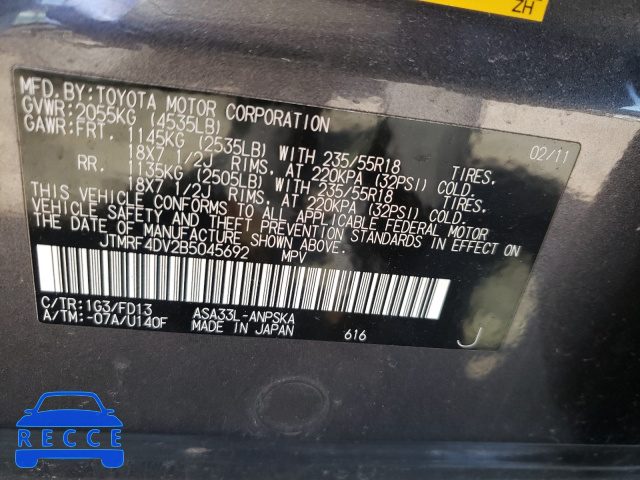 ZH
MFD.BY:TOYOTA MOTOR CORPORATION 02/11
GVWR:2055KG (4535LB)
GAWR:FRT. 1145KG (2535LB) WITH 235/55R18 TIRES,
18X7 1/2J RIMS, AT 220KPA (32PSI) COLD.
RR. 1135KG (2505LB) WITH 235/55R18 TIRES,
18X7 1/2J RIMS, AT 220KPA (32PSI) COLD.
THIS VEHICLE CONFORMS TO ALL APPLICABLE FEDERAL MOTOR
VEHICLE SAFETY AND THEFT PREVENTION STANDARDS IN EFFECT ON
THE DATE OF MANUFACTURE SHOWN ABOVE.
JTMRF4DV2B5045692 MPV
C/TR:1G3/FD13 ASA33L-ANPSKA
A/TM:-07A/U140F MADE IN JAPAN 616 J
RECCE
VIN DATABASE